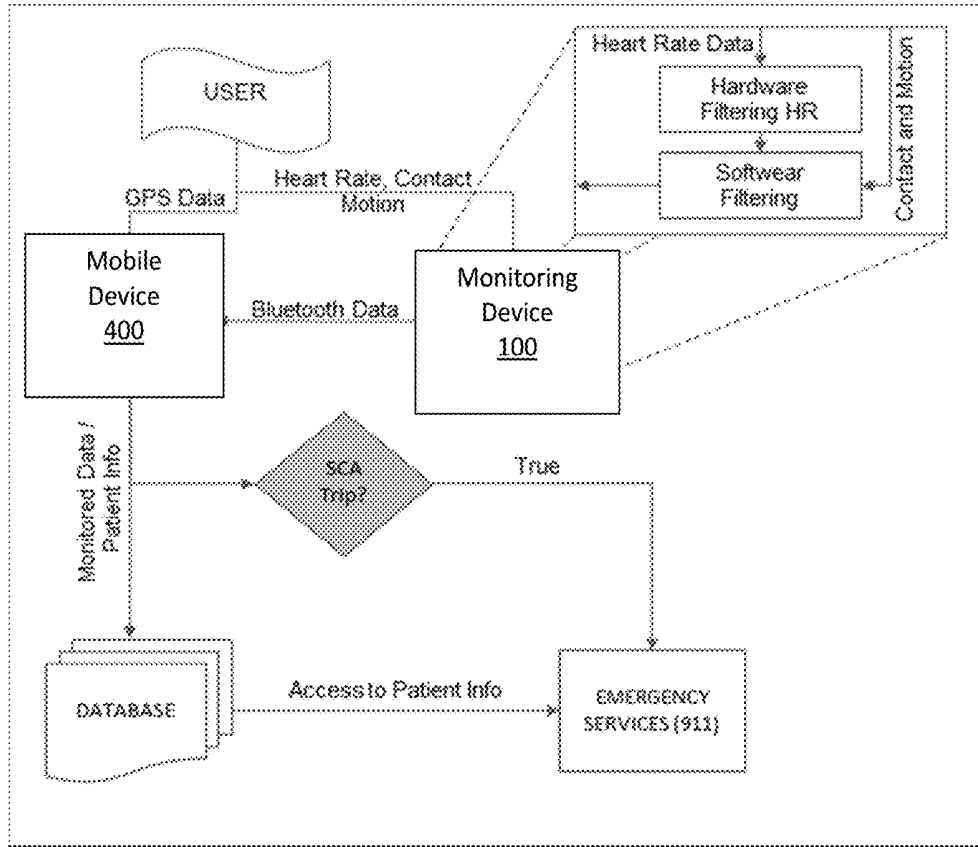 USER
Heart Rate Data
Hardware
Filtering HR
Softwear
Filtering
Contact and Motion
GPS Data
Heart Rate, Contact
Motion
Mobile
Device
400
Bluetooth Data
Monitoring
Device
100
Monitored Data /
Patient Info
SCA
Trip?
True
DATABASE
Access to Patient Info
EMERGENCY
SERVICES (911)